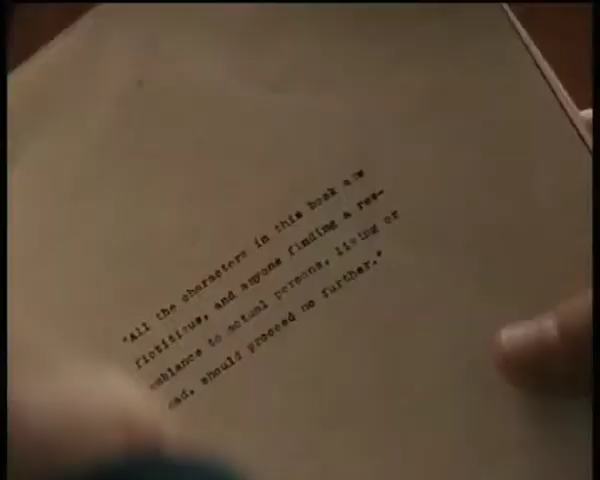 "All the characters in this book are
fictitious, and anyone finding a res-
emblance to actual persons, living or
ead, should proceed no further."